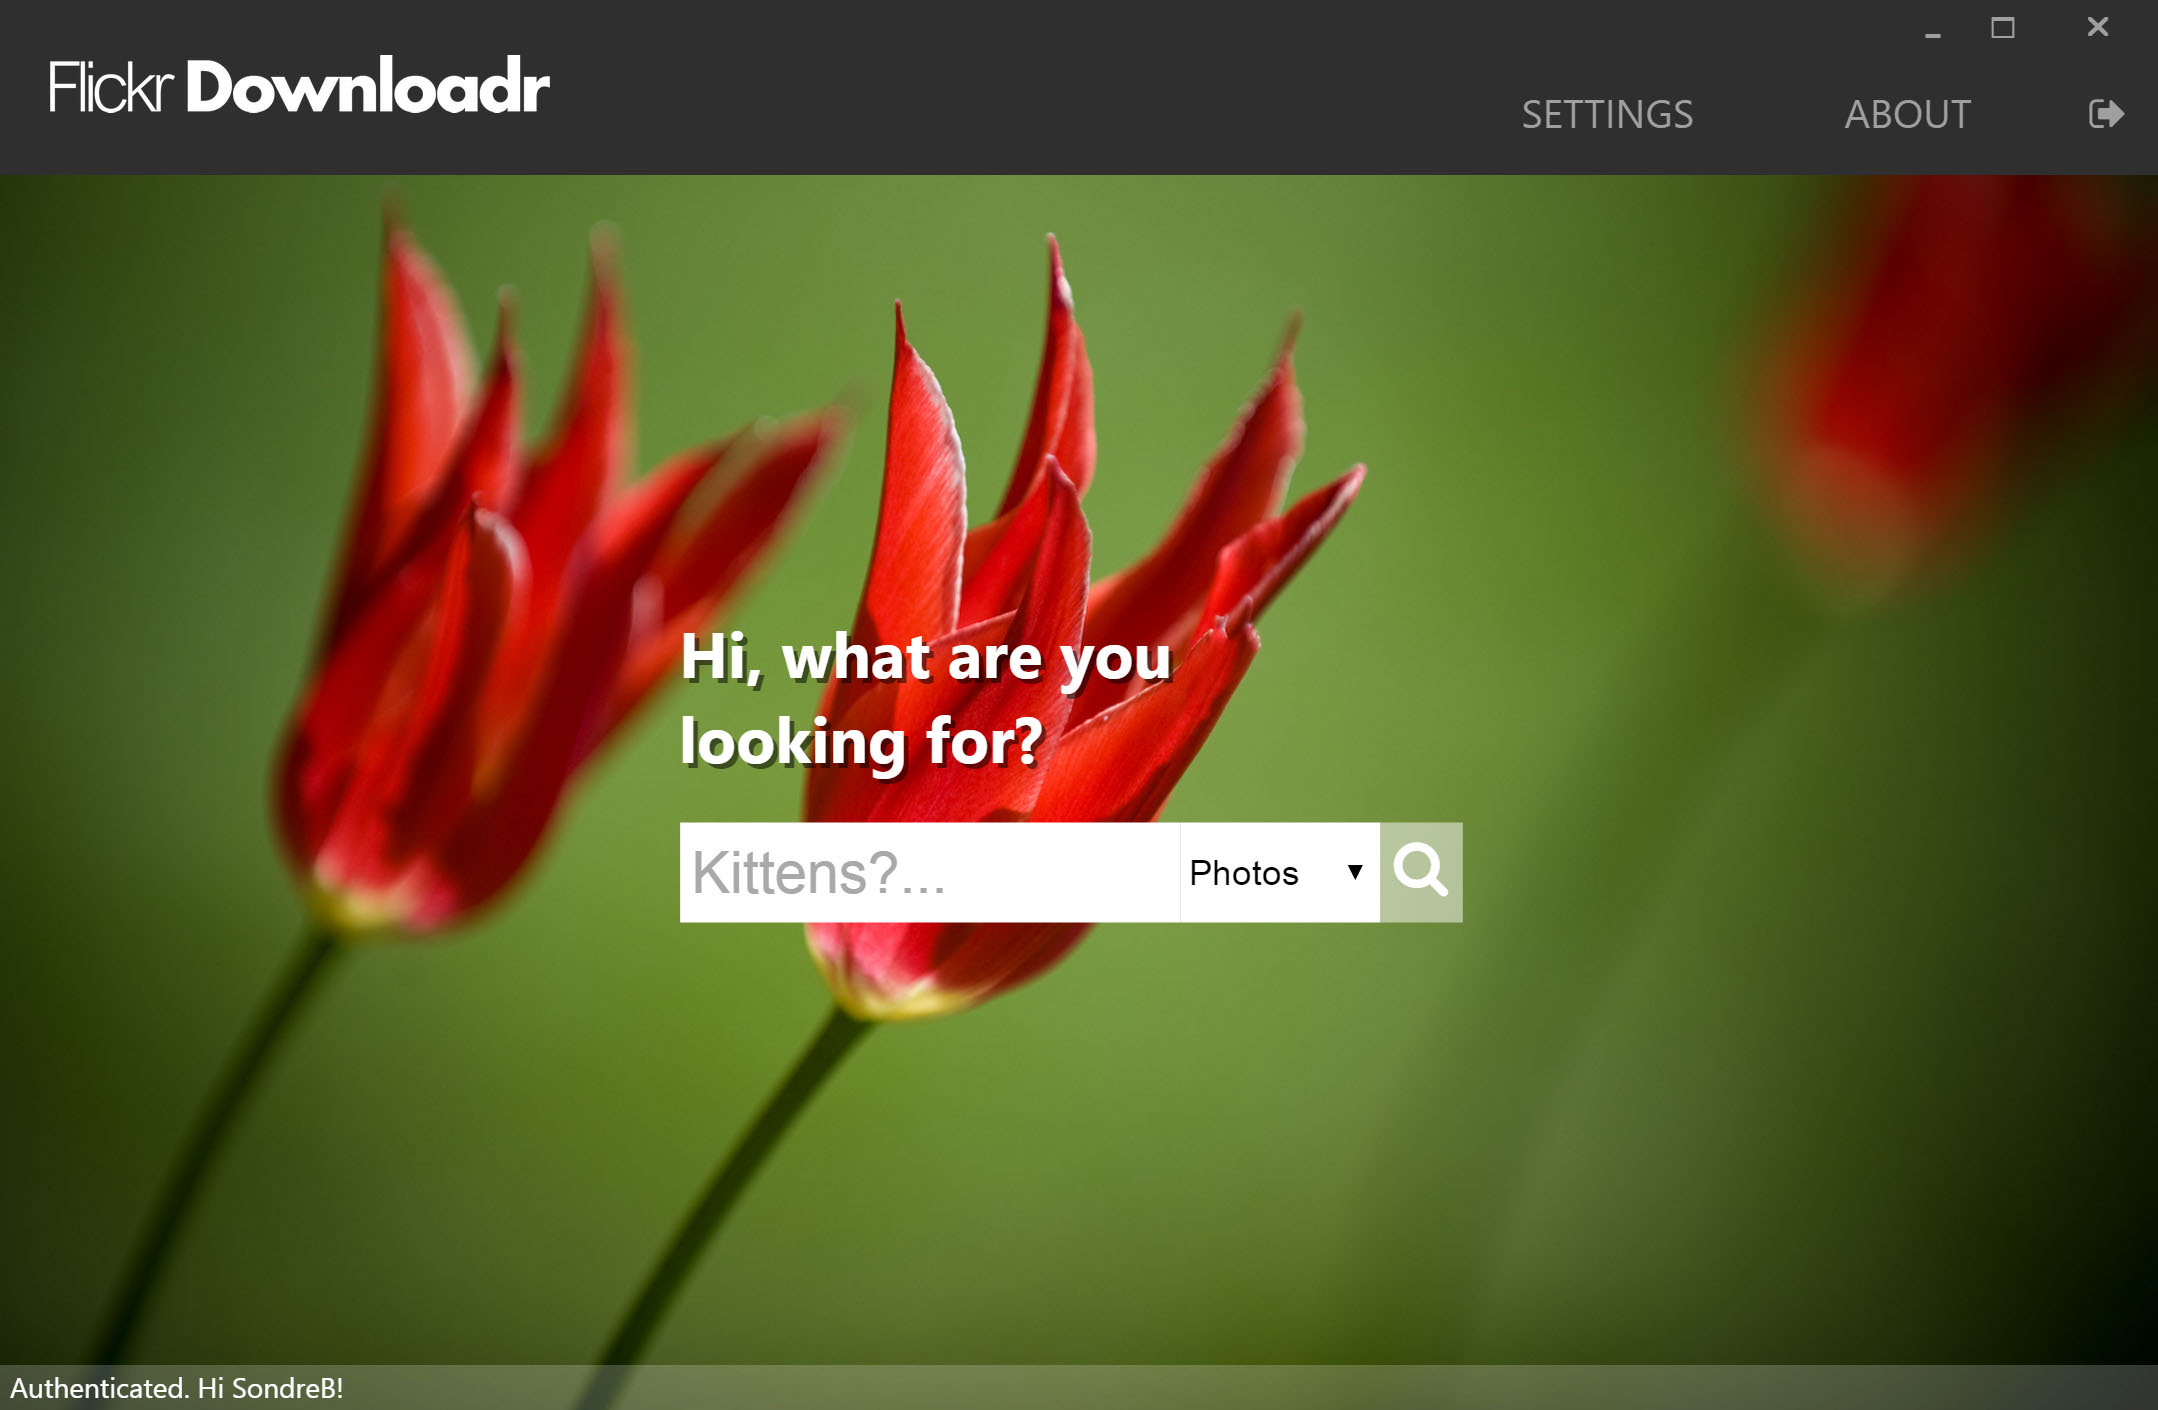 Flickr Downloadr
SETTINGS
ABOUT
Hi, what are you
looking for?
Kittens?...
Photos
Authenticated. Hi SondreB!